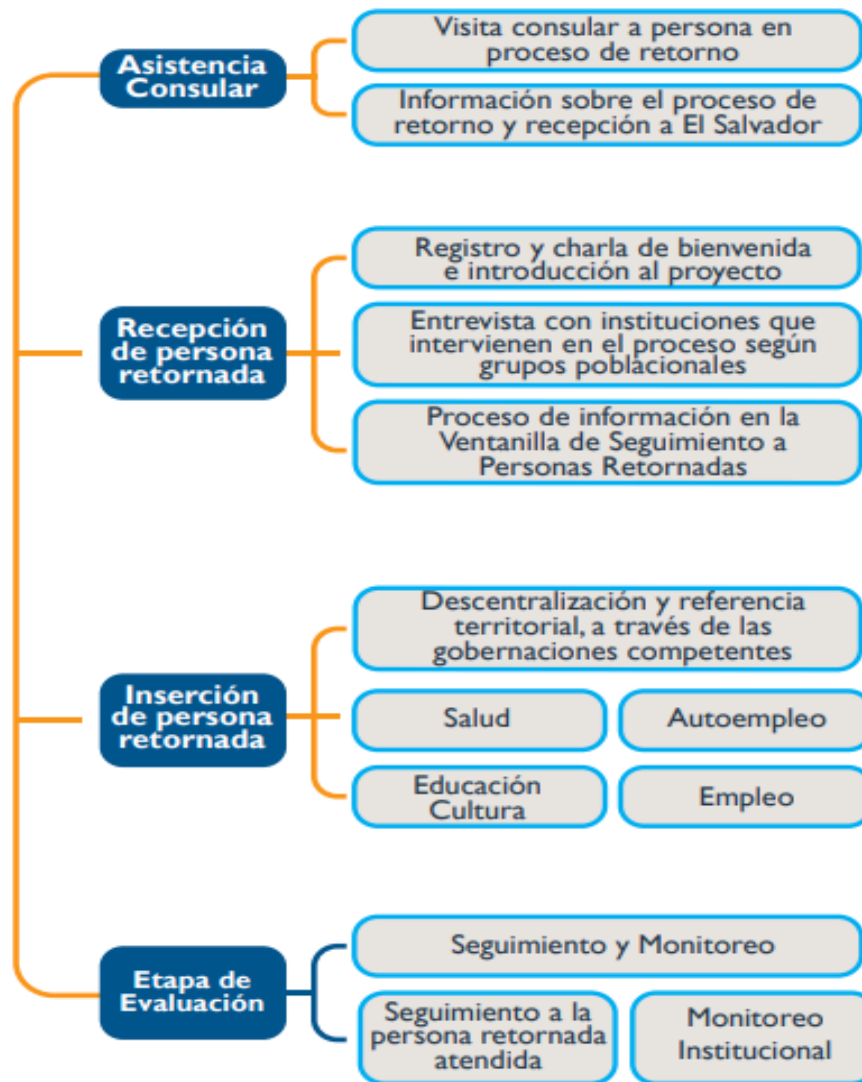 Asistencia
Consular
Visita consular a persona en
proceso de retorno
Información sobre el proceso de
retorno y recepción a El Salvador
Recepción
de persona
retornada
Registro y charla de bienvenida
e introducción al proyecto
Entrevista con instituciones que
intervienen en el proceso según
grupos poblacionales
Proceso de información en la
Ventanilla de Seguimiento a
Personas Retornadas
Inserción
de persona
retornada
Descentralización y referencia
territorial, a través de las
gobernaciones competentes
Salud
Autoempleo
Educación
Cultura
Empleo
Etapa de
Evaluación
Seguimiento y Monitoreo
Seguimiento a la
persona retornada
atendida
Monitoreo
Institucional